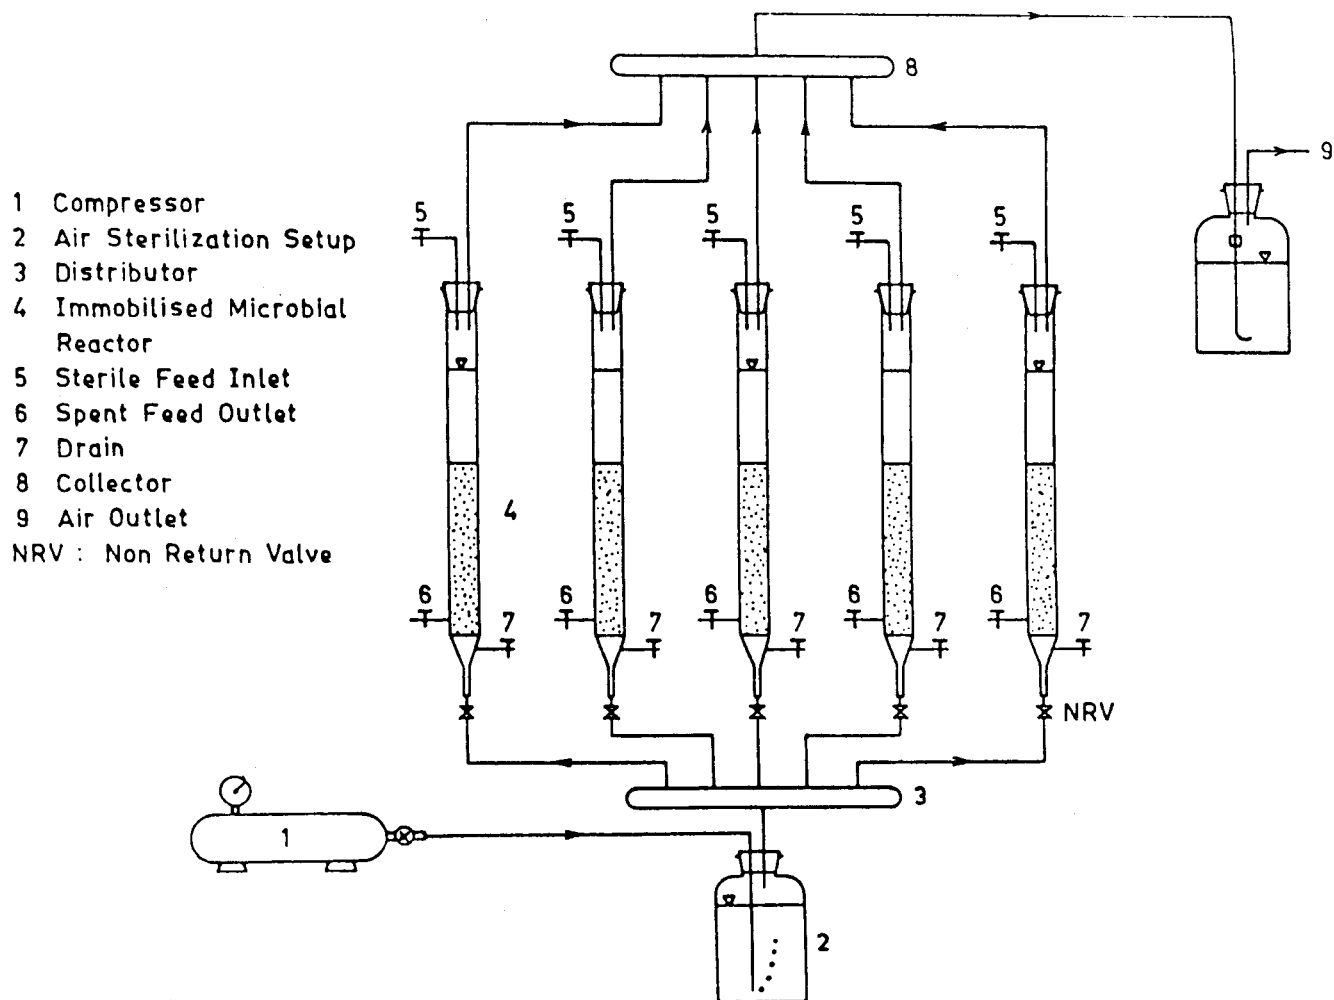 8
9
1 Compressor
2 Air Sterilization Setup
3 Distributor
4 Immobilised Microbial
Reactor
5 Sterile Feed Inlet
6 Spent Feed Outlet
7 Drain
8 Collector
9 Air Outlet
NRV : Non Return Valve
5 5 5 5 5
4
6 6 6 6 6
7 7 7 7 7
NRV
3
1
2